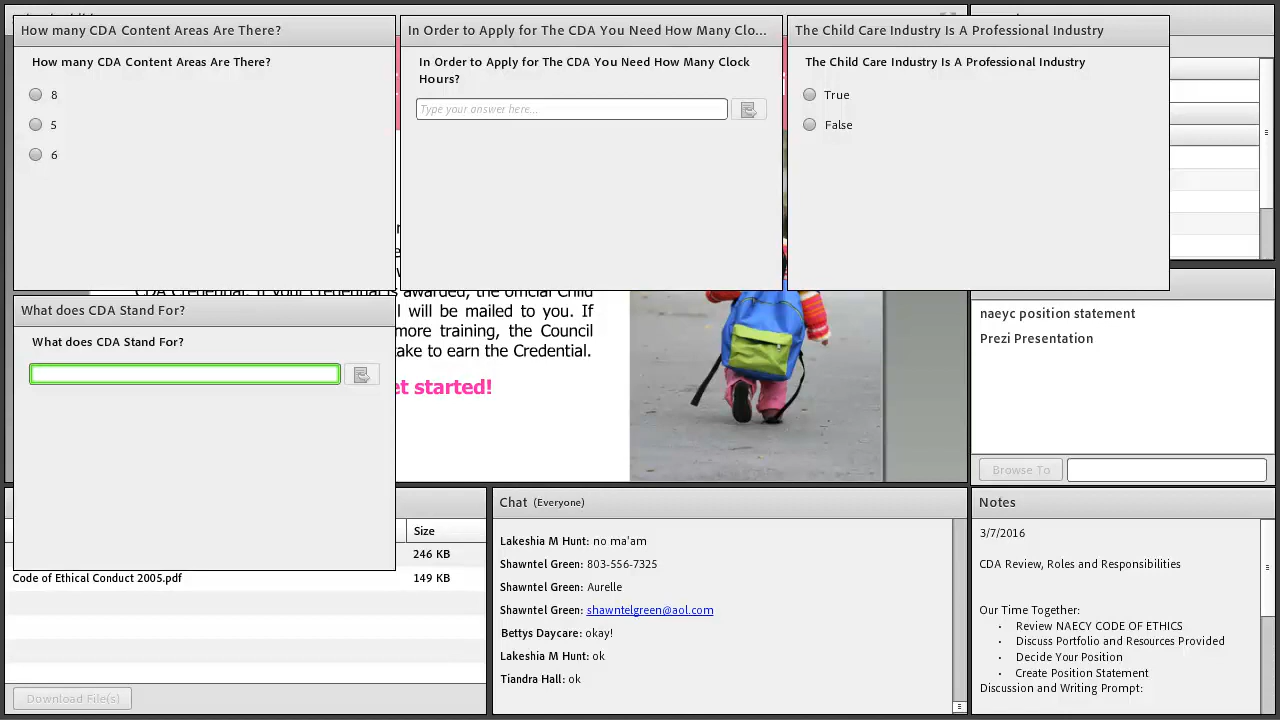 How many CDA Content Areas Are There?
How many CDA Content Areas Are There?
8
5
6
In Order to Apply for The CDA You Need How Many Clo...
In Order to Apply for The CDA You Need How Many Clock
Hours?
Type your answer here...
The Child Care Industry Is A Professional Industry
The Child Care Industry Is A Professional Industry
True
False
What does CDA Stand For?
What does CDA Stand For?
CDA Credential. If your Credential is awarded, the official Child
l will be mailed to you. If
more training, the Council
take to earn the Credential.
et started!
naeyc position statement
Prezi Presentation
Browse To
Size
246 KB
Code of Ethical Conduct 2005.pdf 149 KB
Download File(s)
Chat (Everyone)
Lakeshia M Hunt: no ma'am
Shawntel Green: 803-556-7325
Shawntel Green: Aurelle
Shawntel Green: shawntelgreen@aol.com
Bettys Daycare: okay!
Lakeshia M Hunt: ok
Tiandra Hall: ok
Notes
3/7/2016
CDA Review, Roles and Responsibilities
Our Time Together:
• Review NAECY CODE OF ETHICS
• Discuss Portfolio and Resources Provided
• Decide Your Position
• Create Position Statement
Discussion and Writing Prompt: